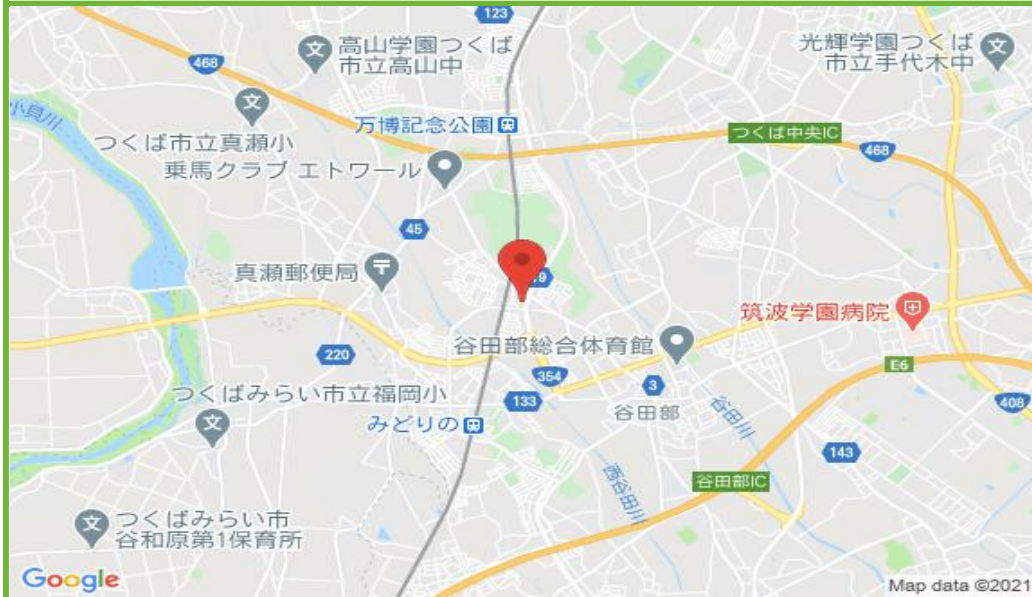 123
高山学園つくば
市立高山中
光輝学園つくば
市立手代木中
468
小貝川
つくば市立真瀬小
万博記念公園
つくば中央IC
468
乗馬クラブ エトワール
45
真瀬郵便局
19
筑波学園病院
谷田部総合体育館
220
354
E6
つくばみらい市立福岡小
133
3
谷田部
谷田川
408
みどりの
143
西谷田川
谷田部IC
つくばみらい市
谷和原第1保育所
Google
Map data ©2021